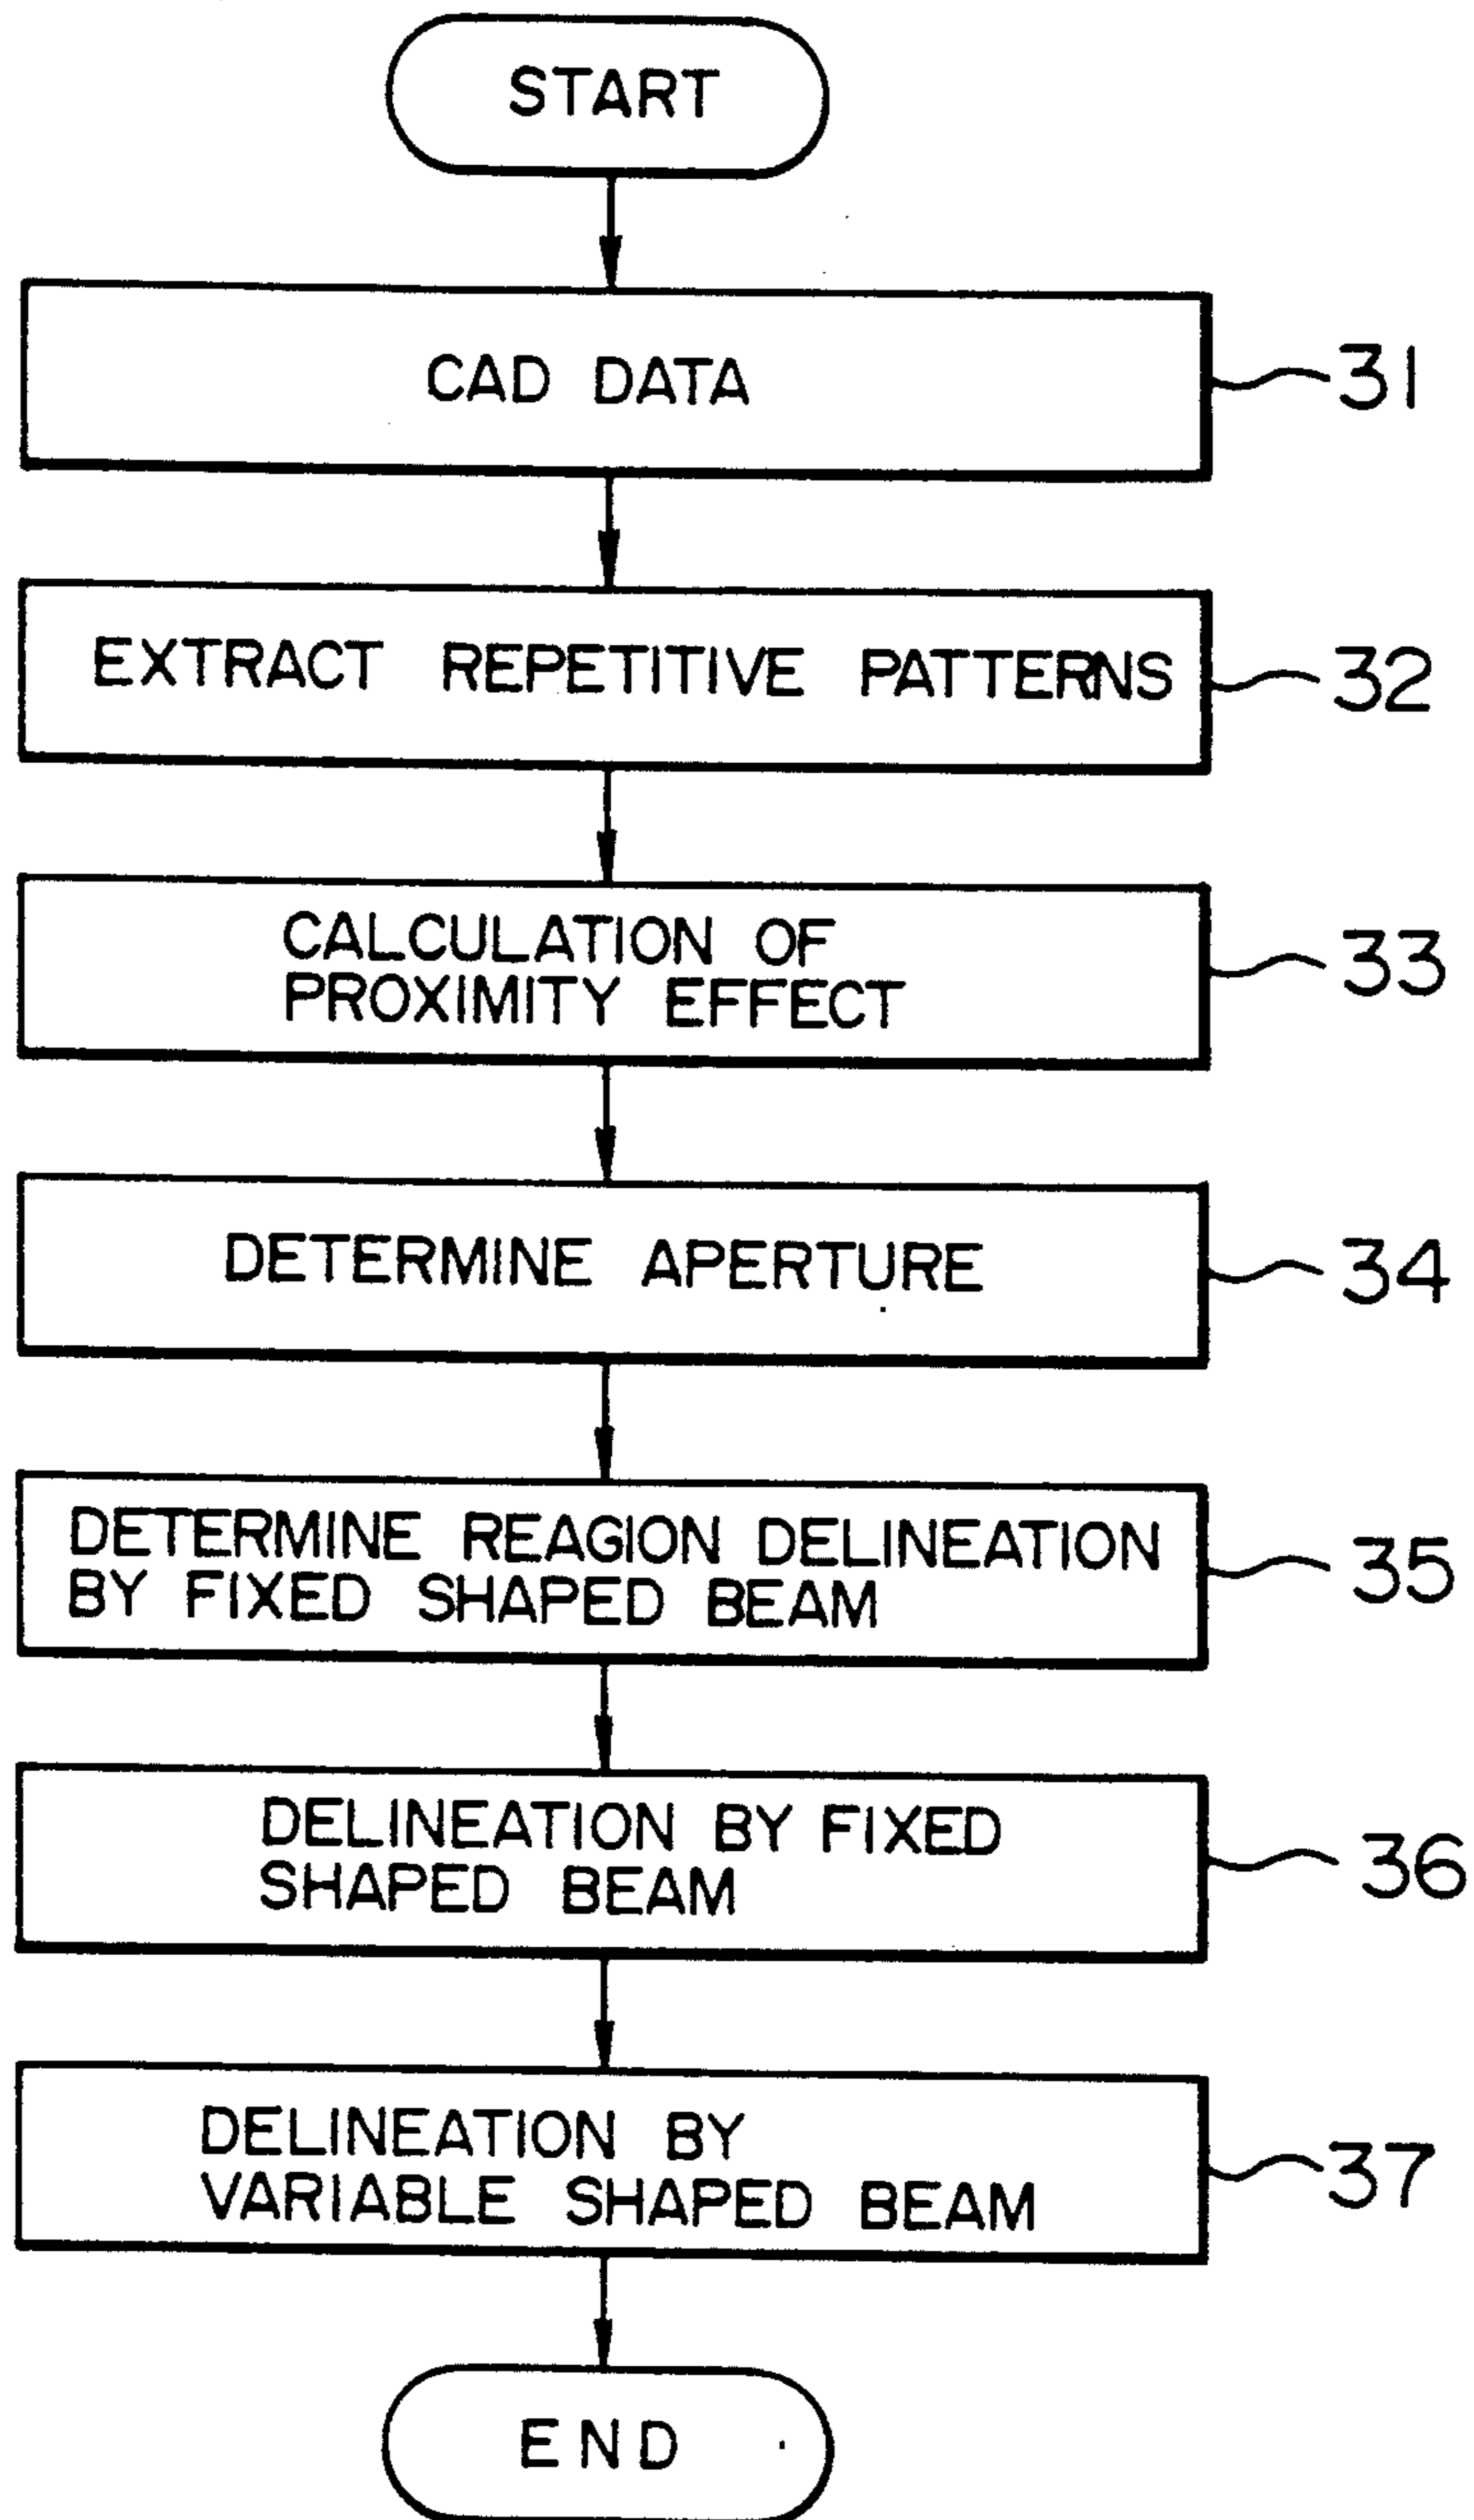 START
CAD DATA
31
EXTRACT REPETITIVE PATTERNS
32
CALCULATION OF
PROXIMITY EFFECT
33
DETERMINE APERTURE
34
DETERMINE REAGION DELINEATION
BY FIXED SHAPED BEAM
35
DELINEATION BY FIXED
SHAPED BEAM
36
DELINEATION BY
VARIABLE SHAPED BEAM
37
END